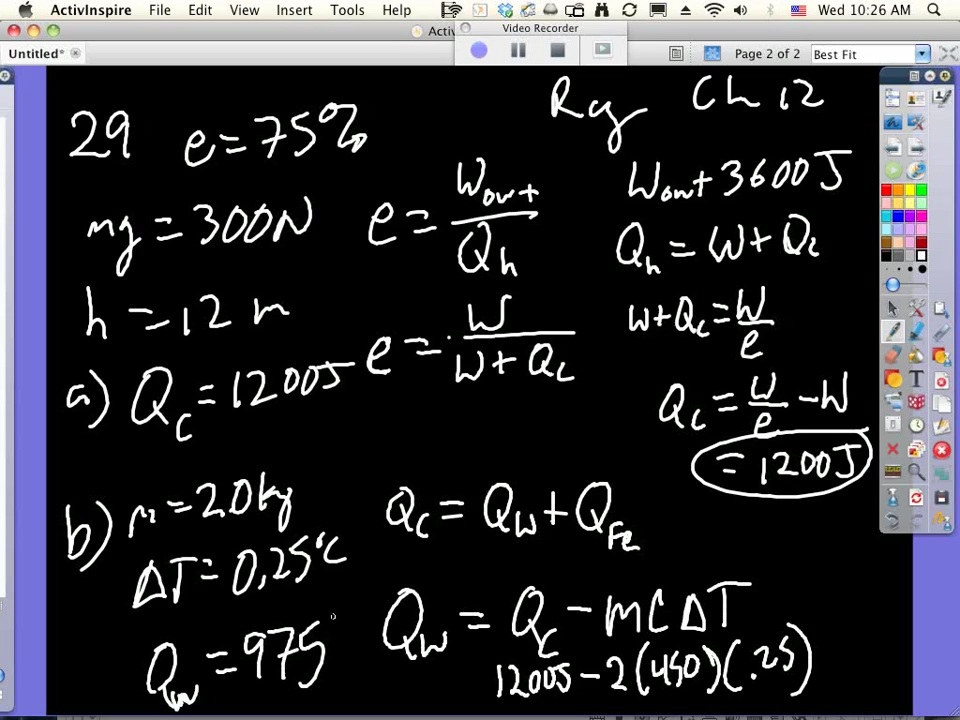 ActivInspire File Edit View Insert Tools Help Wed 10:26 AM
Video Recorder
Untitled* Page 2 of 2 Best Fit
Reg Ch 12
29 e = 75%
mg = 300N
h = 12 m
a) Qc = 1200J
e = Wout / Qh
e = W / W + Qc
Wout 3600J
Qh = W + Qc
W + Qc = W / e
Qc = W / e - W
= 1200J
b) m = 2.0 kg
ΔT = 0.25°C
Qw = 975
Qc = Qw + QFe
Qw = Qc - mCΔT
1200J - 2(450)(.25)